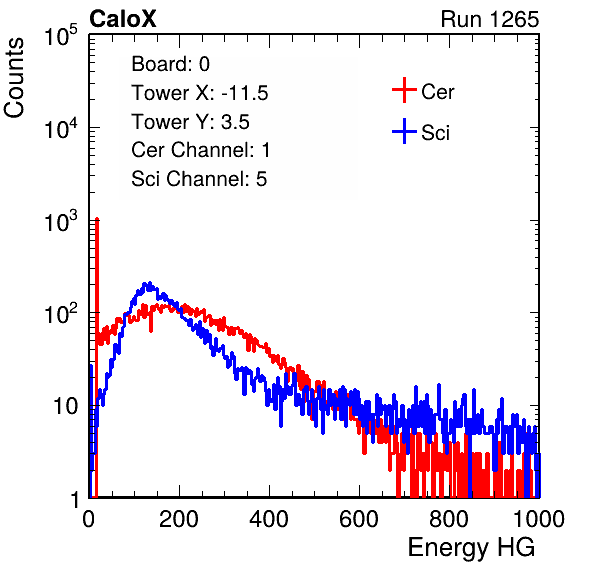 CaloX Run 1265
Counts
Board: 0
Tower X: -11.5
Tower Y: 3.5
Cer Channel: 1
Sci Channel: 5
Cer
Sci
10^5
10^4
10^3
10^2
10
1
0 200 400 600 800 1000
Energy HG